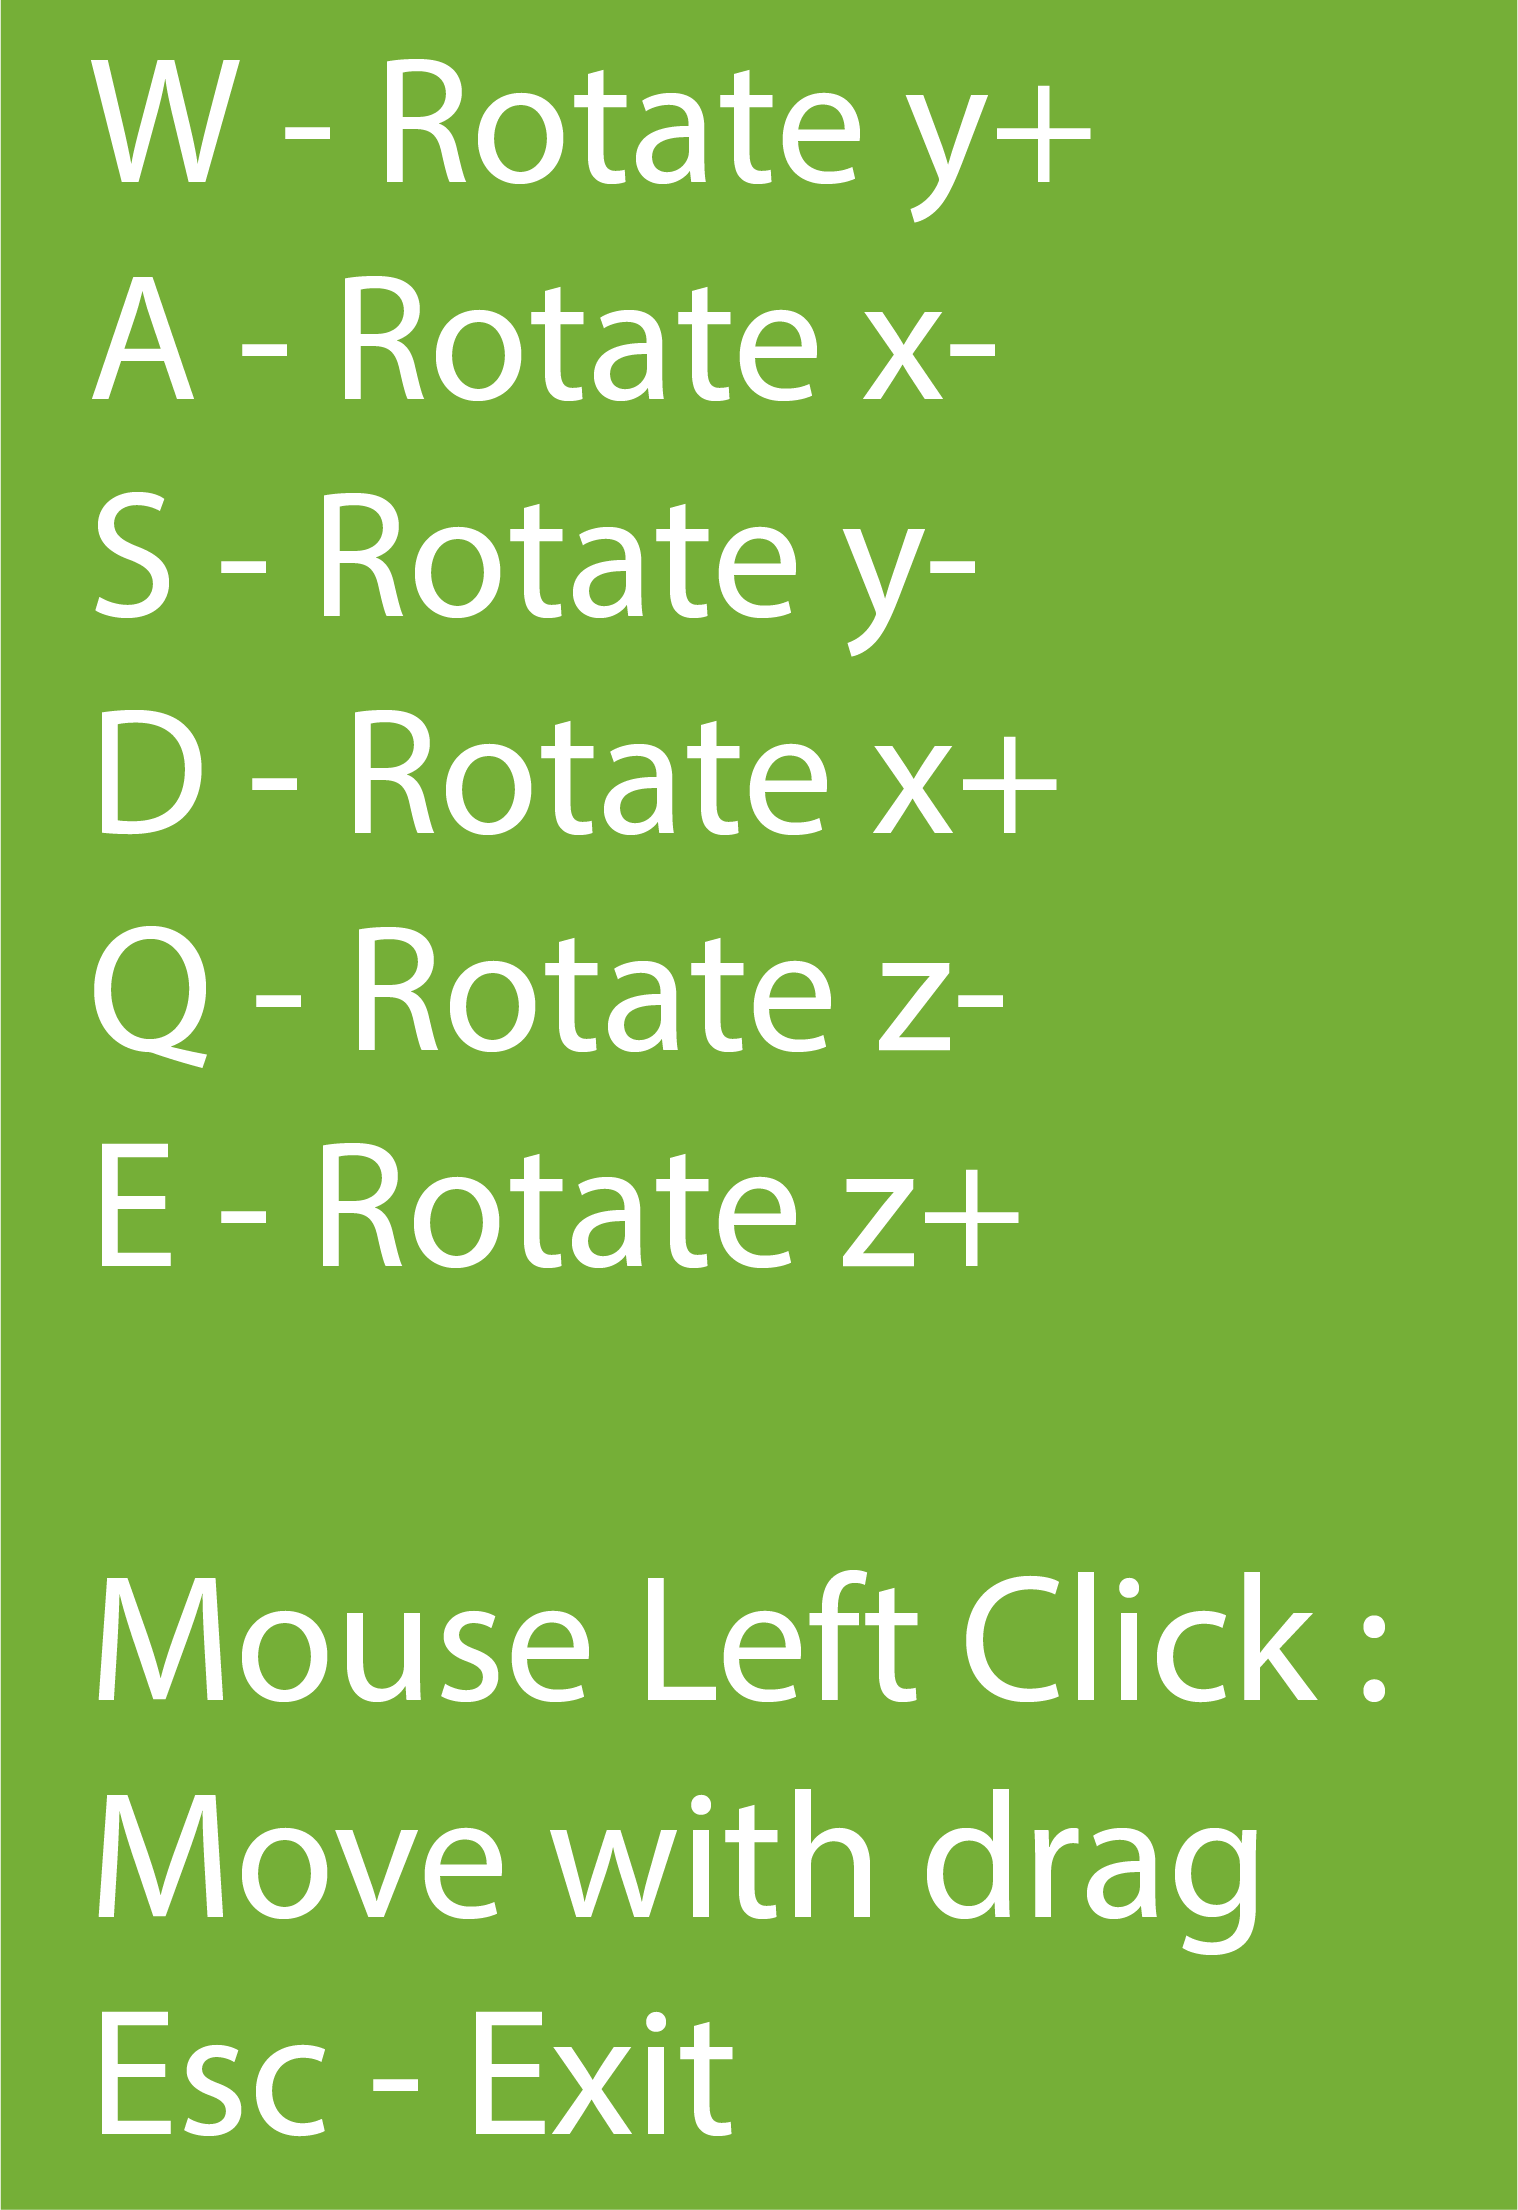 W - Rotate y+
A - Rotate x-
S - Rotate y-
D - Rotate x+
Q - Rotate z-
E - Rotate z+
Mouse Left Click :
Move with drag
Esc - Exit